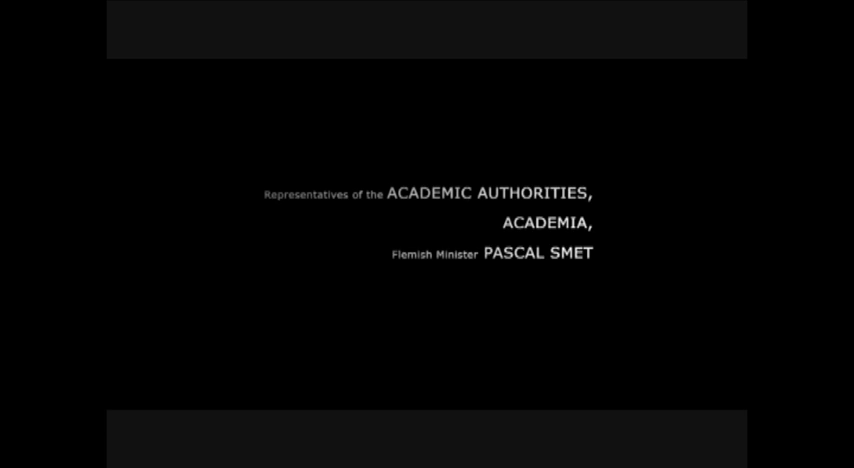 Representatives of the ACADEMIC AUTHORITIES,
ACADEMIA,
Flemish Minister PASCAL SMET